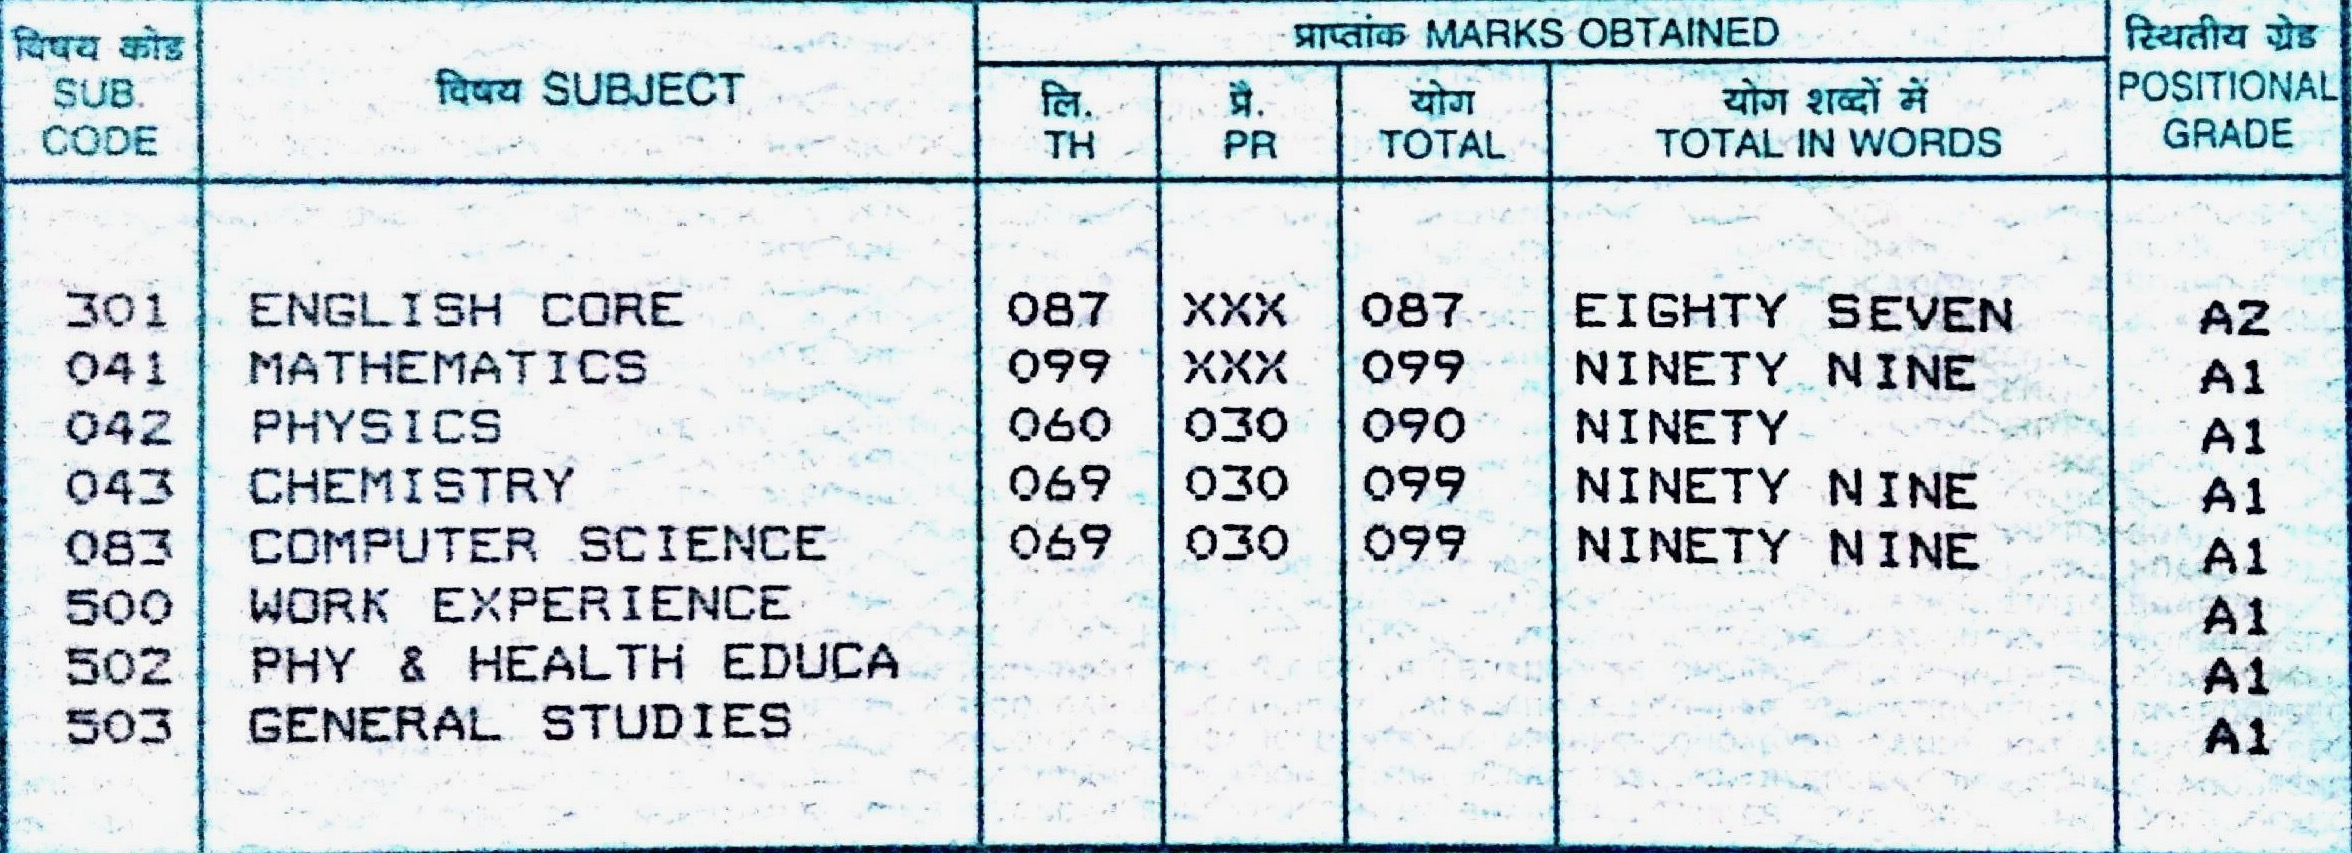 विषय कोड SUB. CODE विषय SUBJECT प्राप्तांक MARKS OBTAINED स्थितीय ग्रेड POSITIONAL GRADE
लि. TH प्रै. PR योग TOTAL योग शब्दों में TOTAL IN WORDS
301 ENGLISH CORE 087 XXX 087 EIGHTY SEVEN A2
041 MATHEMATICS 099 XXX 099 NINETY NINE A1
042 PHYSICS 060 030 090 NINETY A1
043 CHEMISTRY 069 030 099 NINETY NINE A1
083 COMPUTER SCIENCE 069 030 099 NINETY NINE A1
500 WORK EXPERIENCE A1
502 PHY & HEALTH EDUCA A1
503 GENERAL STUDIES A1